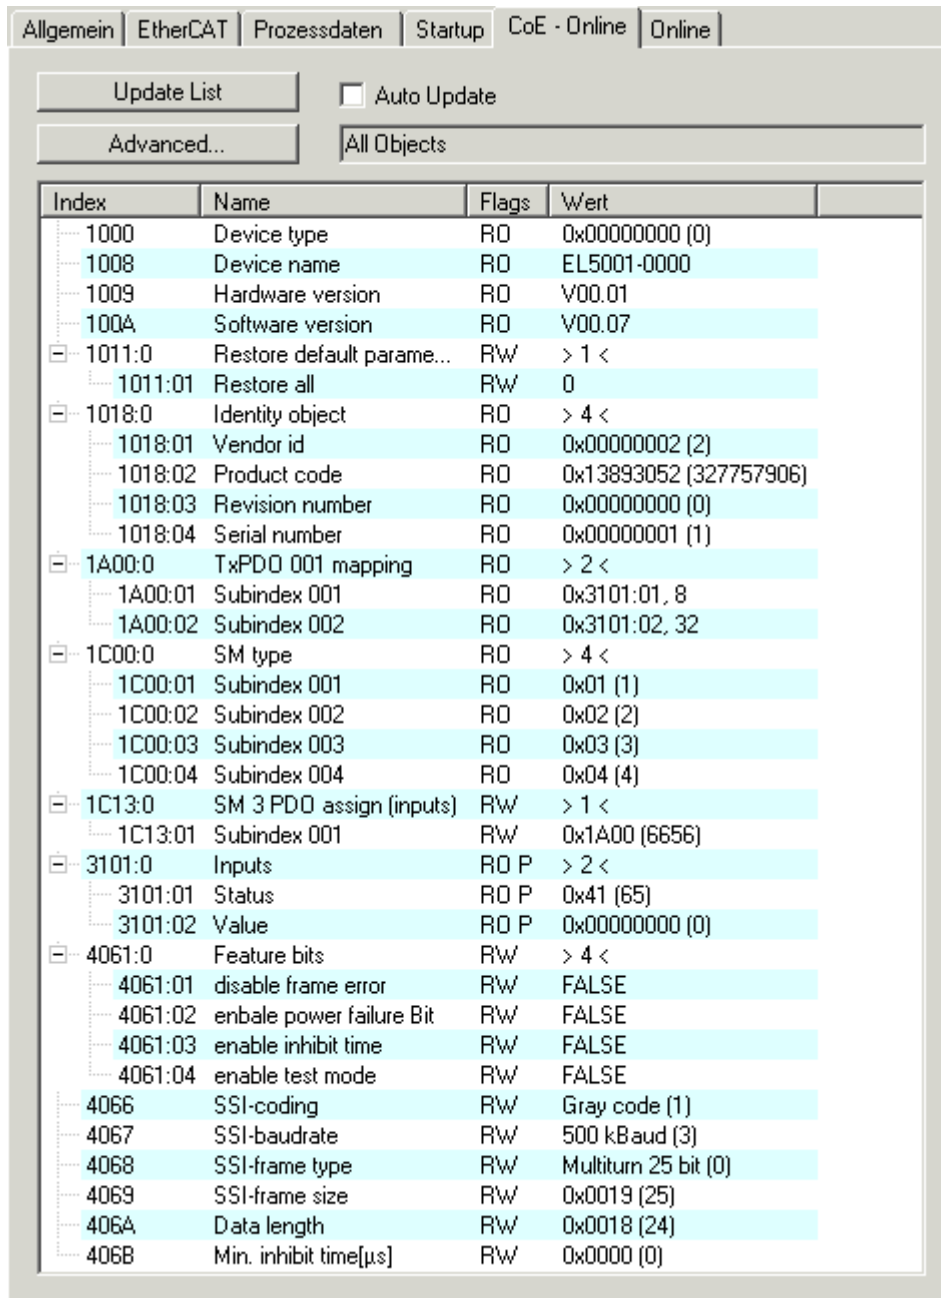 Allgemein EtherCAT Prozessdaten Startup CoE - Online Online
Update List Auto Update
Advanced... All Objects
Index Name Flags Wert
1000 Device type RO 0x00000000 (0)
1008 Device name RO EL5001-0000
1009 Hardware version RO V00.01
100A Software version RO V00.07
1011:0 Restore default parame... RW > 1 <
1011:01 Restore all RW 0
1018:0 Identity object RO > 4 <
1018:01 Vendor id RO 0x00000002 (2)
1018:02 Product code RO 0x13893052 (327757906)
1018:03 Revision number RO 0x00000000 (0)
1018:04 Serial number RO 0x00000001 (1)
1A00:0 TxPDO 001 mapping RO > 2 <
1A00:01 Subindex 001 RO 0x3101:01, 8
1A00:02 Subindex 002 RO 0x3101:02, 32
1C00:0 SM type RO > 4 <
1C00:01 Subindex 001 RO 0x01 (1)
1C00:02 Subindex 002 RO 0x02 (2)
1C00:03 Subindex 003 RO 0x03 (3)
1C00:04 Subindex 004 RO 0x04 (4)
1C13:0 SM 3 PDO assign (inputs) RW > 1 <
1C13:01 Subindex 001 RW 0x1A00 (6656)
3101:0 Inputs RO P > 2 <
3101:01 Status RO P 0x41 (65)
3101:02 Value RO P 0x00000000 (0)
4061:0 Feature bits RW > 4 <
4061:01 disable frame error RW FALSE
4061:02 enbale power failure Bit RW FALSE
4061:03 enable inhibit time RW FALSE
4061:04 enable test mode RW FALSE
4066 SSI-coding RW Gray code (1)
4067 SSI-baudrate RW 500 kBaud (3)
4068 SSI-frame type RW Multiturn 25 bit (0)
4069 SSI-frame size RW 0x0019 (25)
406A Data length RW 0x0018 (24)
406B Min. inhibit time[µs] RW 0x0000 (0)